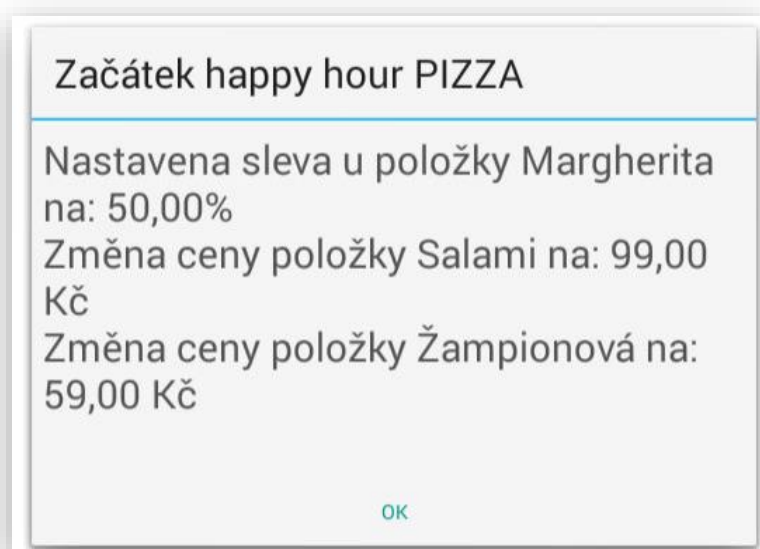 Začátek happy hour PIZZA
Nastavena sleva u položky Margherita
na: 50,00%
Změna ceny položky Salami na: 99,00
Kč
Změna ceny položky Žampionová na:
59,00 Kč
OK